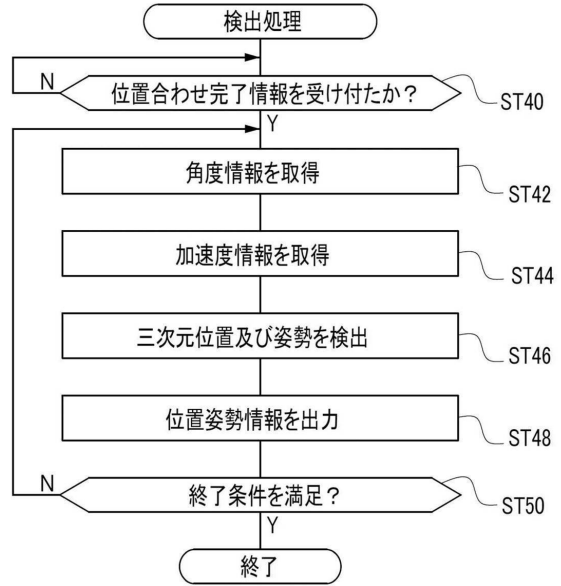 検出処理
N
位置合わせ完了情報を受け付けたか？
ST40
Y
角度情報を取得
ST42
加速度情報を取得
ST44
三次元位置及び姿勢を検出
ST46
位置姿勢情報を出力
ST48
N
終了条件を満足？
ST50
Y
終了